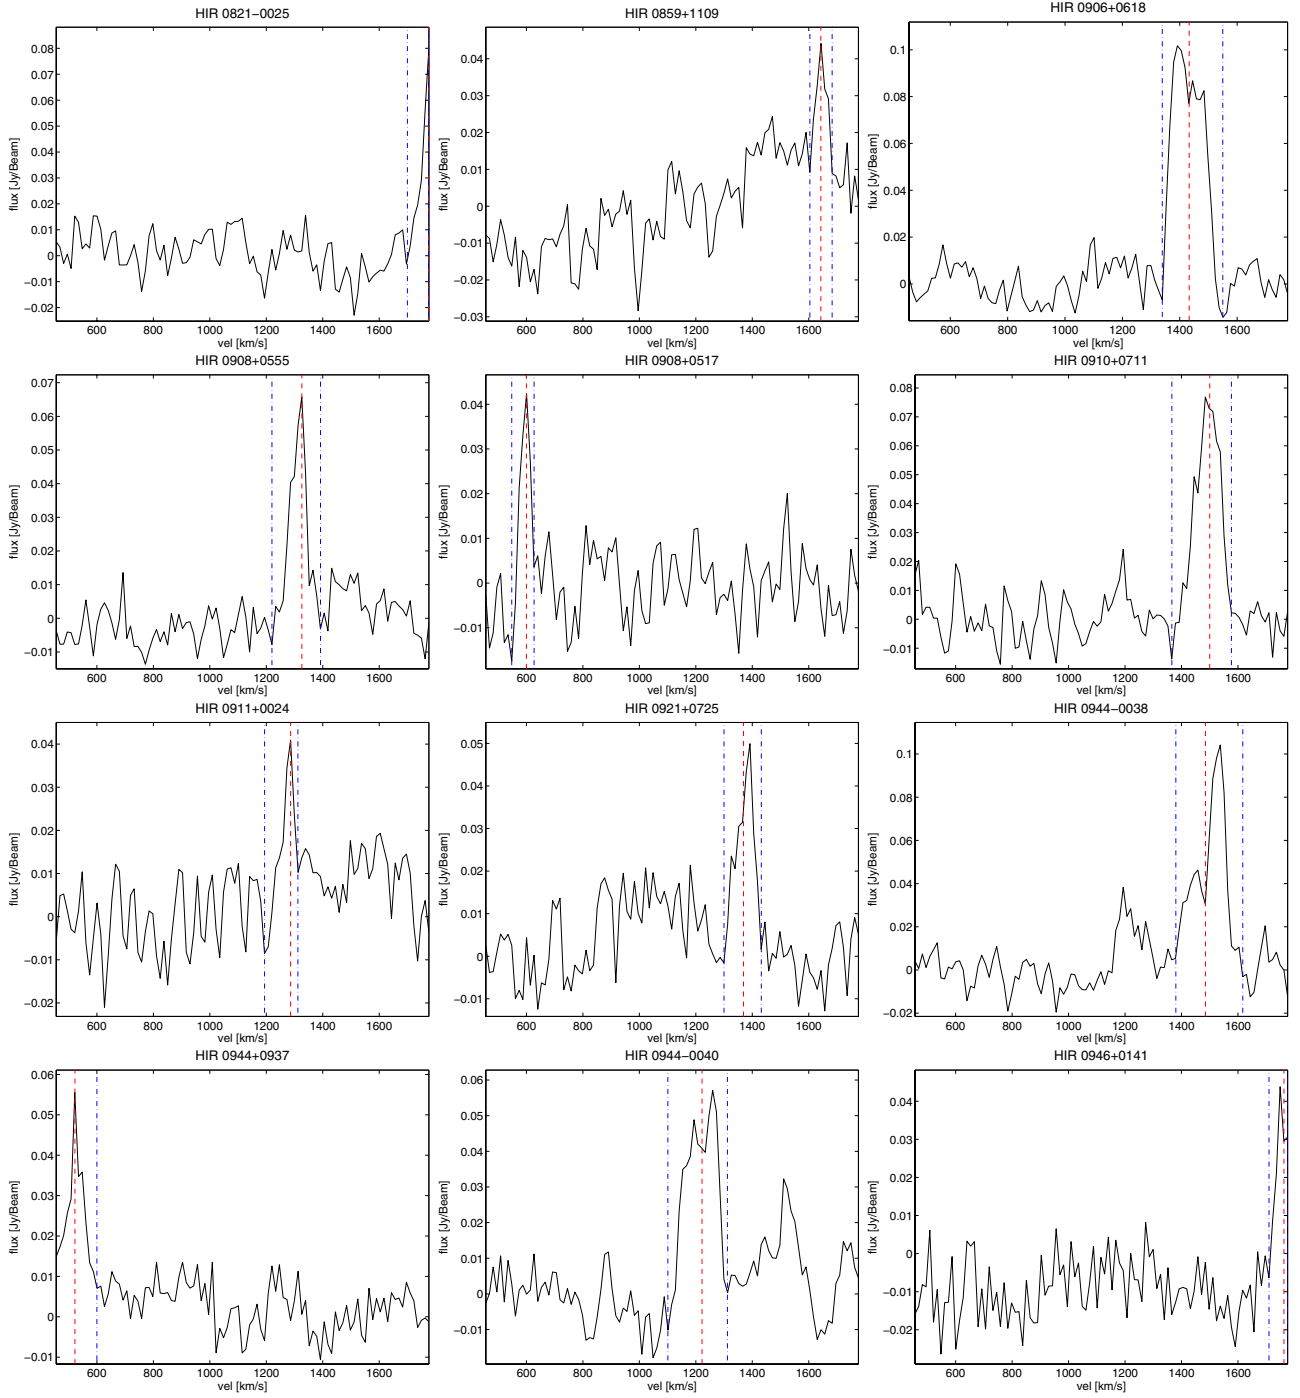 HIR 0821−0025
0.08
0.07
0.06
0.05
0.04
0.03
0.02
0.01
0
−0.01
−0.02
flux [Jy/Beam]
600 800 1000 1200 1400 1600
vel [km/s]
HIR 0859+1109
0.04
0.03
0.02
0.01
0
−0.01
−0.02
−0.03
flux [Jy/Beam]
600 800 1000 1200 1400 1600
vel [km/s]
HIR 0906+0618
0.1
0.08
0.06
0.04
0.02
0
flux [Jy/Beam]
600 800 1000 1200 1400 1600
vel [km/s]
HIR 0908+0555
0.07
0.06
0.05
0.04
0.03
0.02
0.01
0
−0.01
flux [Jy/Beam]
600 800 1000 1200 1400 1600
vel [km/s]
HIR 0908+0517
0.04
0.03
0.02
0.01
0
−0.01
flux [Jy/Beam]
600 800 1000 1200 1400 1600
vel [km/s]
HIR 0910+0711
0.08
0.07
0.06
0.05
0.04
0.03
0.02
0.01
0
−0.01
flux [Jy/Beam]
600 800 1000 1200 1400 1600
vel [km/s]
HIR 0911+0024
0.04
0.03
0.02
0.01
0
−0.01
−0.02
flux [Jy/Beam]
600 800 1000 1200 1400 1600
vel [km/s]
HIR 0921+0725
0.05
0.04
0.03
0.02
0.01
0
−0.01
flux [Jy/Beam]
600 800 1000 1200 1400 1600
vel [km/s]
HIR 0944−0038
0.1
0.08
0.06
0.04
0.02
0
−0.02
flux [Jy/Beam]
600 800 1000 1200 1400 1600
vel [km/s]
HIR 0944+0937
0.06
0.05
0.04
0.03
0.02
0.01
0
−0.01
flux [Jy/Beam]
600 800 1000 1200 1400 1600
vel [km/s]
HIR 0944−0040
0.06
0.05
0.04
0.03
0.02
0.01
0
−0.01
flux [Jy/Beam]
600 800 1000 1200 1400 1600
vel [km/s]
HIR 0946+0141
0.04
0.03
0.02
0.01
0
−0.01
−0.02
flux [Jy/Beam]
600 800 1000 1200 1400 1600
vel [km/s]